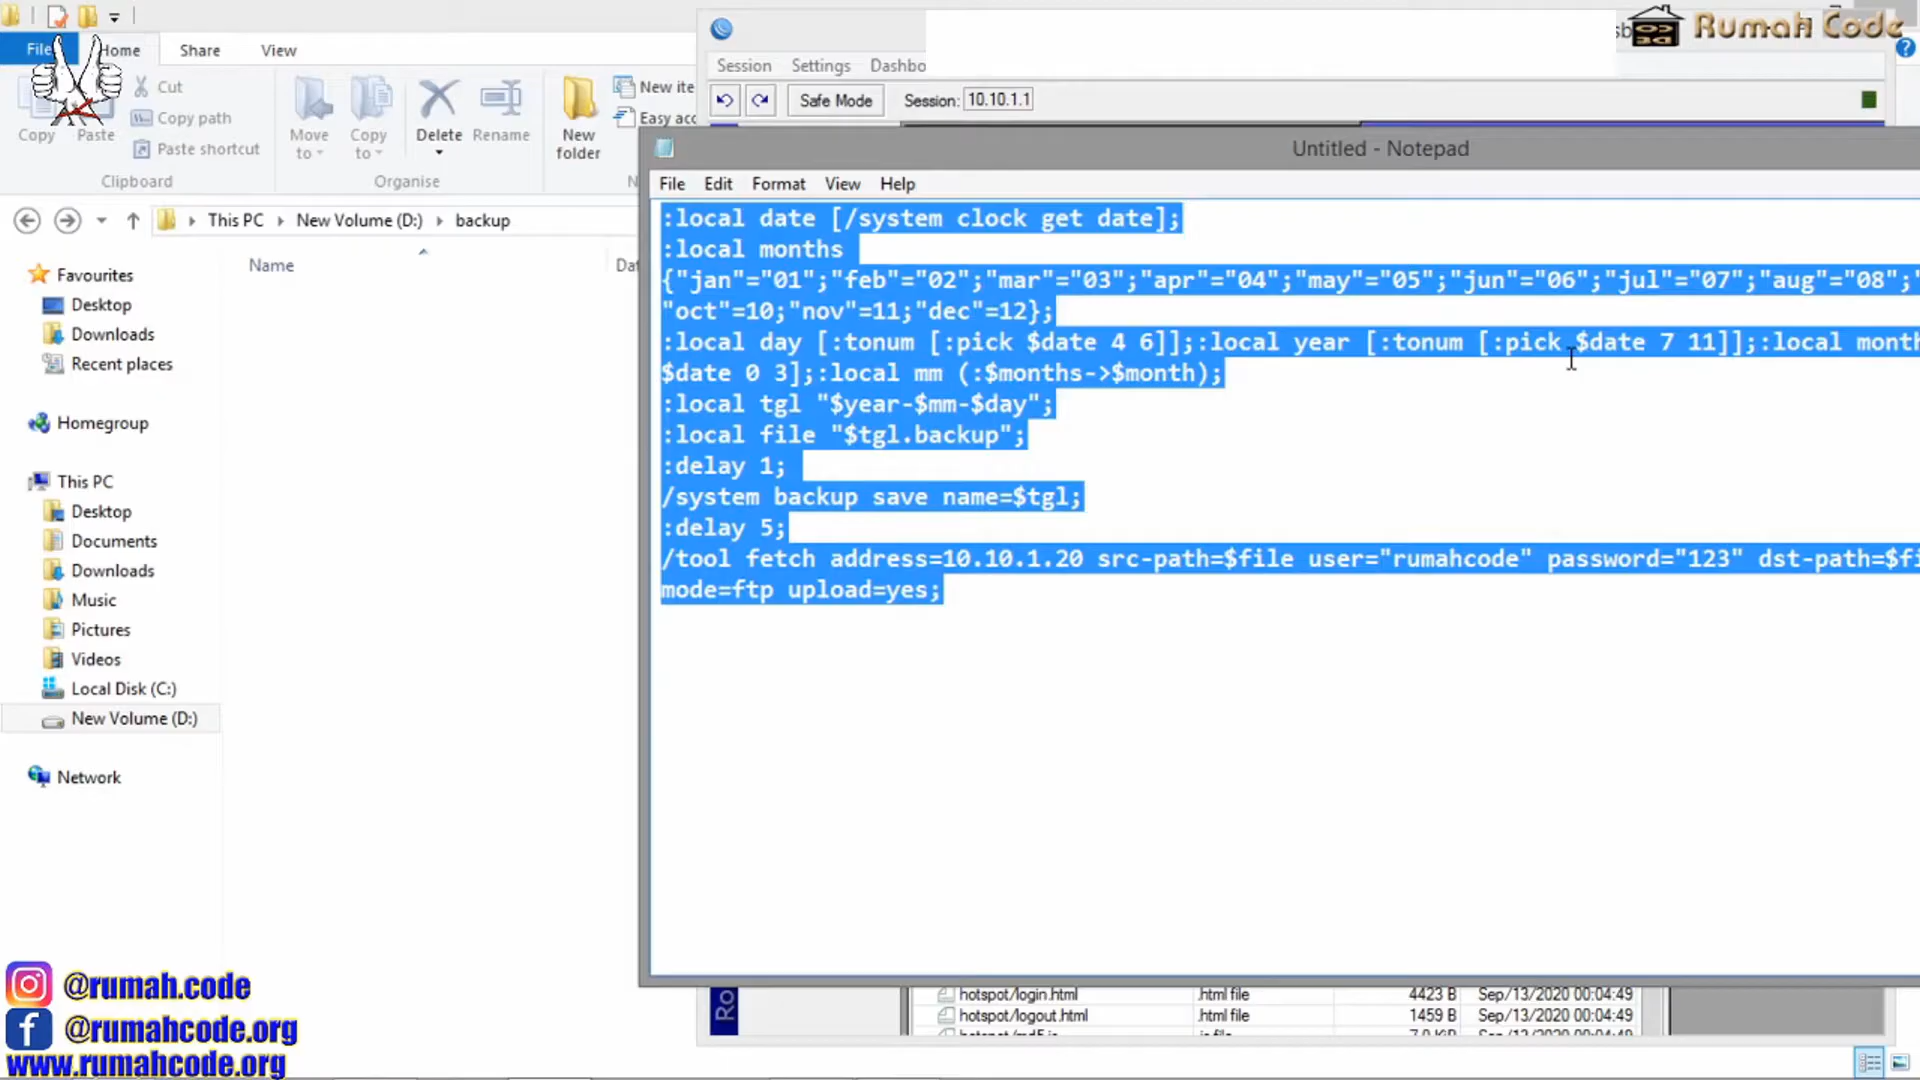 File
Home
Share
View
Copy
Paste
Cut
Copy path
Paste shortcut
Clipboard
Move
to
Copy
to
Delete
Rename
Organise
New
folder
New ite
Easy acc
This PC
New Volume (D:)
backup
Name
Dat
Favourites
Desktop
Downloads
Recent places
Homegroup
This PC
Desktop
Documents
Downloads
Music
Pictures
Videos
Local Disk (C:)
New Volume (D:)
Network
Session
Settings
Dashbo
Safe Mode
Session: 10.10.1.1
Rumah Code
Untitled - Notepad
File
Edit
Format
View
Help
:local date [/system clock get date];
:local months
{"jan"="01";"feb"="02";"mar"="03";"apr"="04";"may"="05";"jun"="06";"jul"="07";"aug"="08";"
"oct"=10;"nov"=11;"dec"=12};
:local day [:tonum [:pick $date 4 6]];:local year [:tonum [:pick $date 7 11]];:local month
$date 0 3];:local mm (:$months->$month);
:local tgl "$year-$mm-$day";
:local file "$tgl.backup";
:delay 1;
/system backup save name=$tgl;
:delay 5;
/tool fetch address=10.10.1.20 src-path=$file user="rumahcode" password="123" dst-path=$fi
mode=ftp upload=yes;
Ro
hotspot/login.html .html file 4423 B Sep/13/2020 00:04:49
hotspot/logout.html .html file 1459 B Sep/13/2020 00:04:49
@rumah.code
@rumahcode.org
www.rumahcode.org